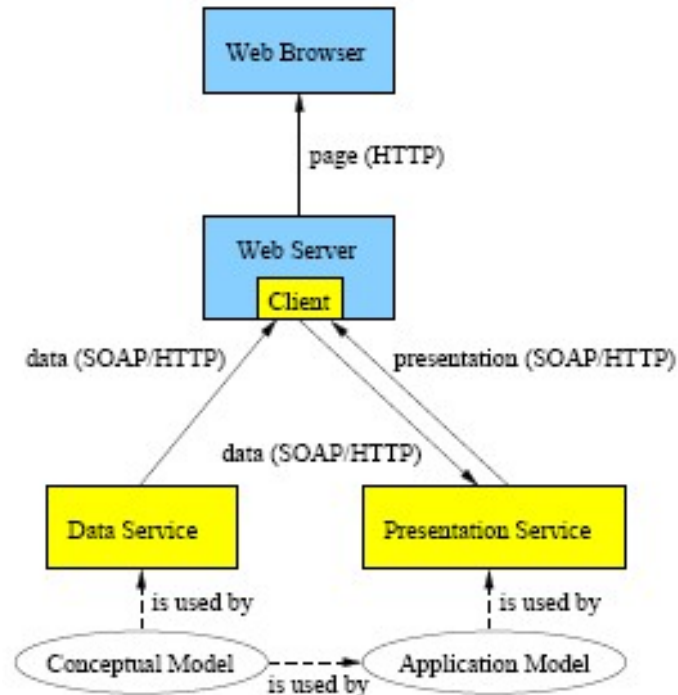 Web Browser
page (HTTP)
Web Server
Client
data (SOAP/HTTP)
presentation (SOAP/HTTP)
data (SOAP/HTTP)
Data Service
Presentation Service
is used by
is used by
Conceptual Model
Application Model
is used by